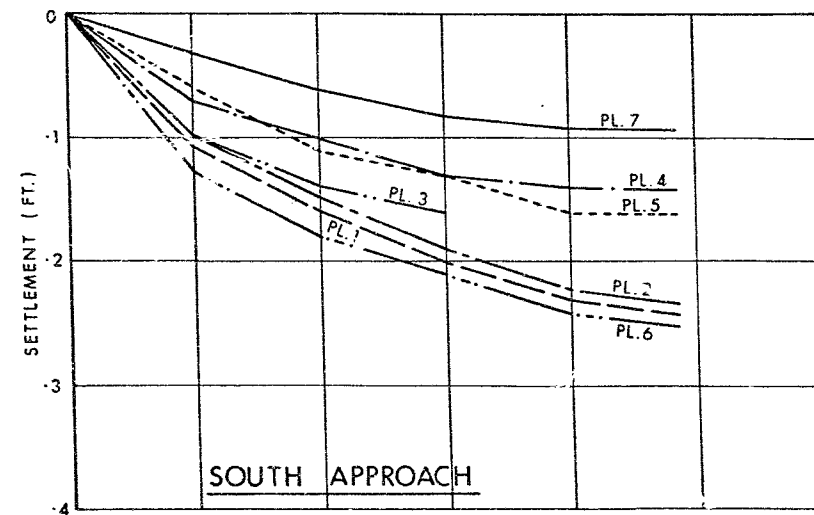 0
·1
·2
·3
·4
SETTLEMENT (FT.)
PL. 7
PL. 4
PL. 5
PL. 3
PL. 1
PL. 2
PL. 6
SOUTH APPROACH